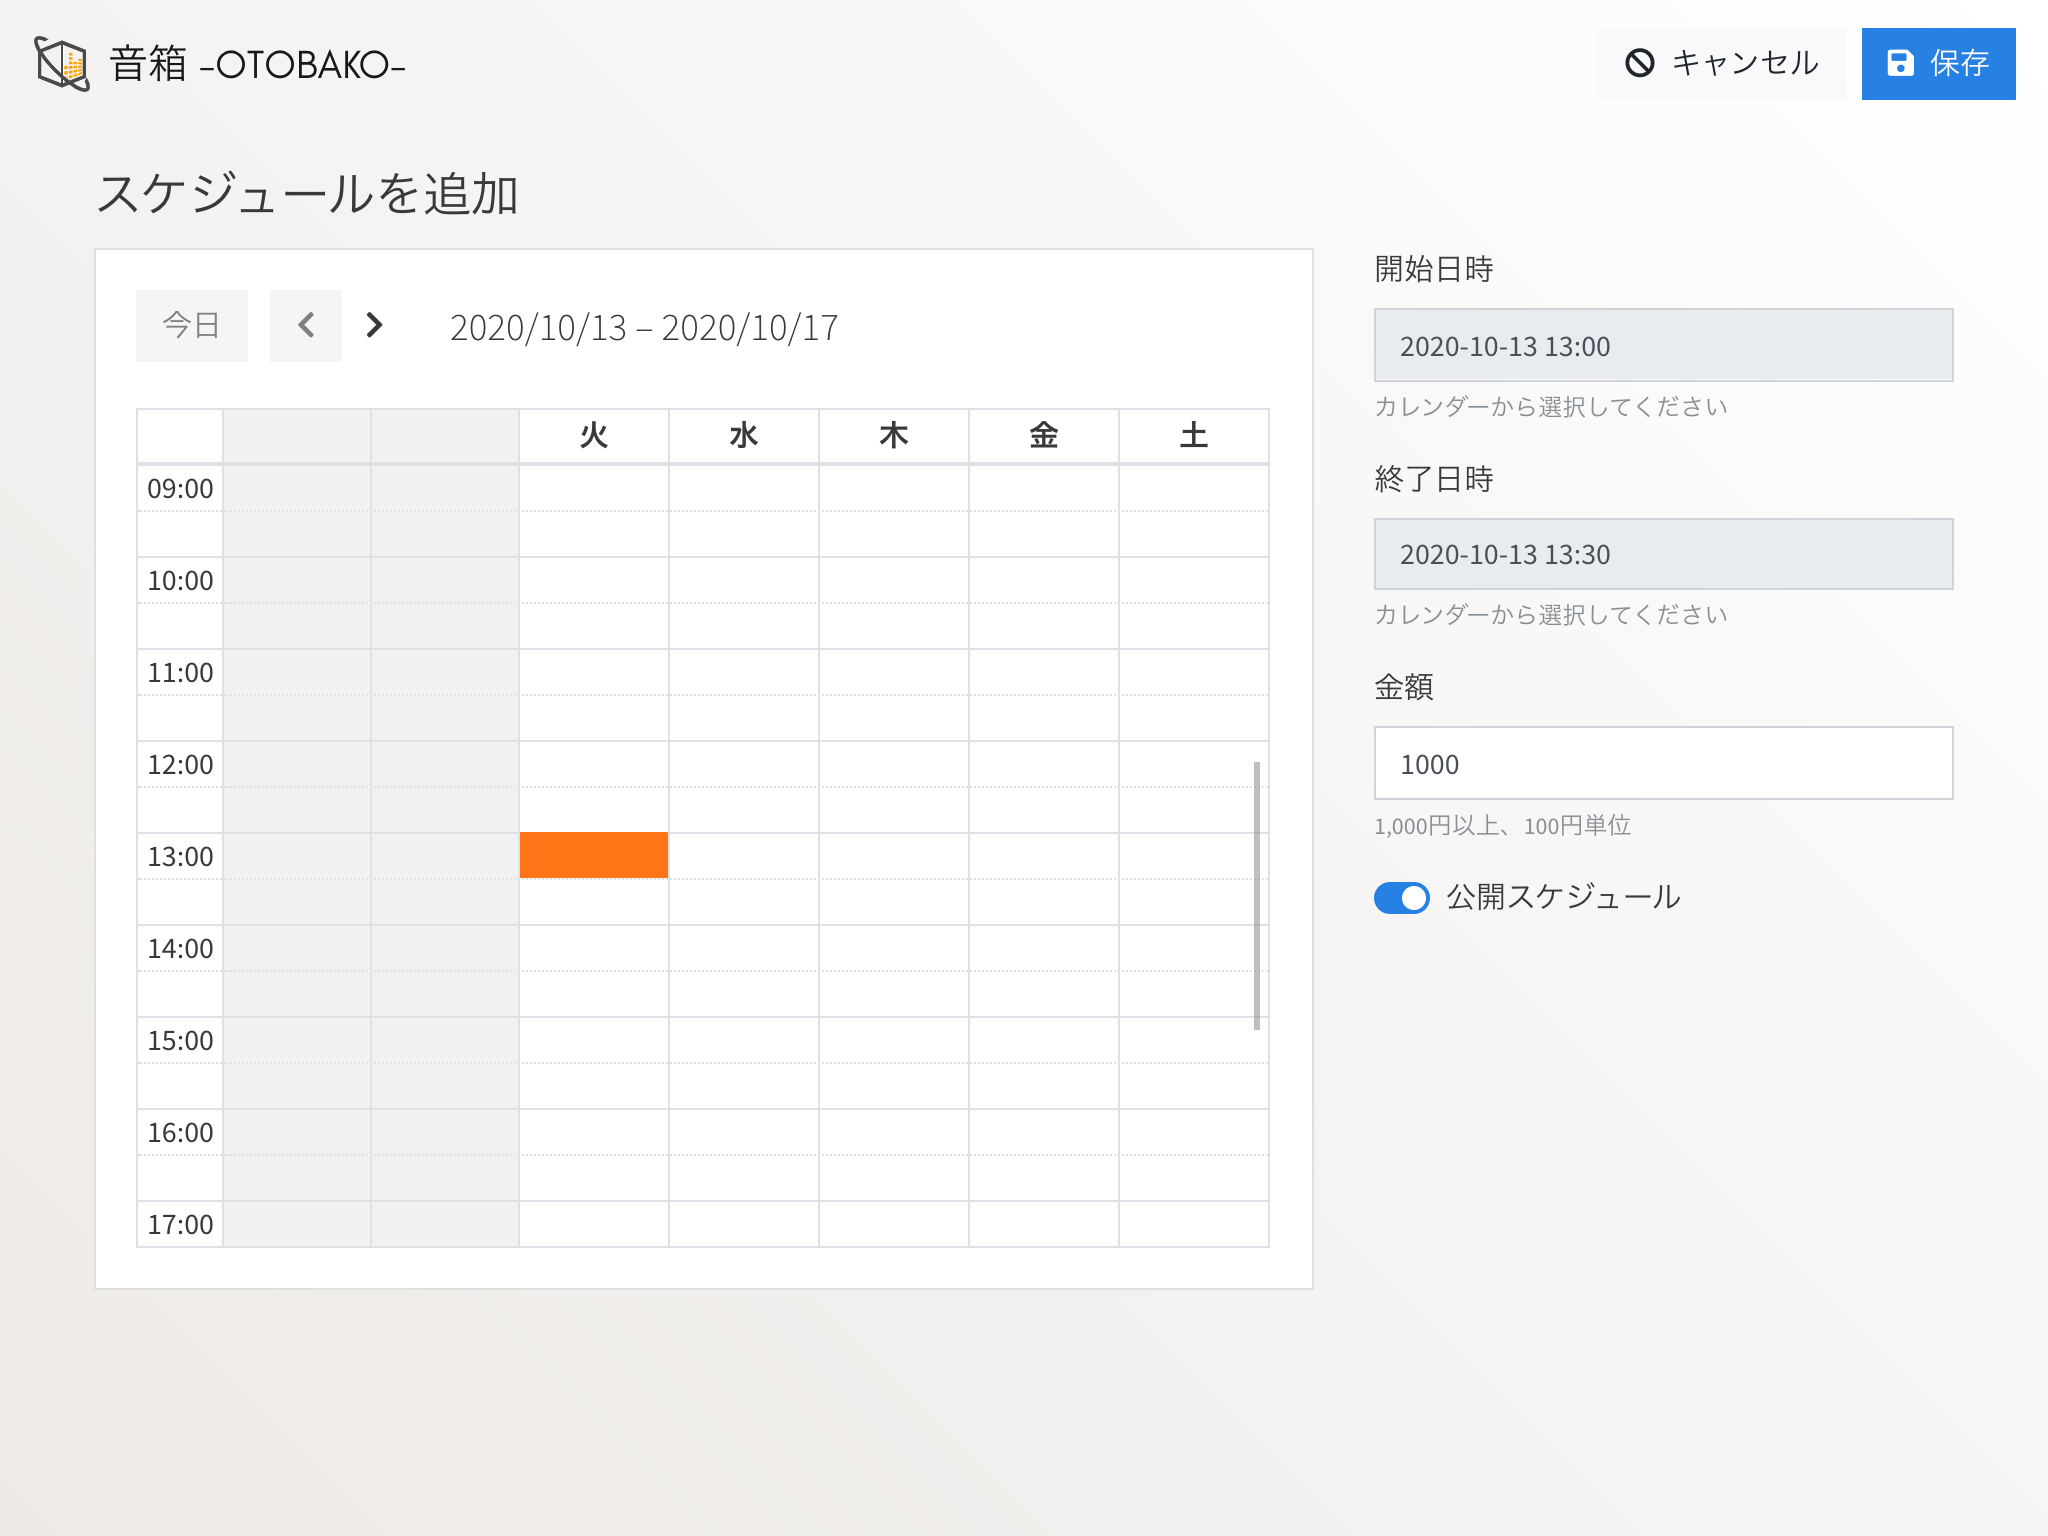 音箱 -OTOBAKO-
キャンセル
保存
スケジュールを追加
今日
2020/10/13 – 2020/10/17
火 水 木 金 土
09:00
10:00
11:00
12:00
13:00
14:00
15:00
16:00
17:00
開始日時
2020-10-13 13:00
カレンダーから選択してください
終了日時
2020-10-13 13:30
カレンダーから選択してください
金額
1000
1,000円以上、100円単位
公開スケジュール